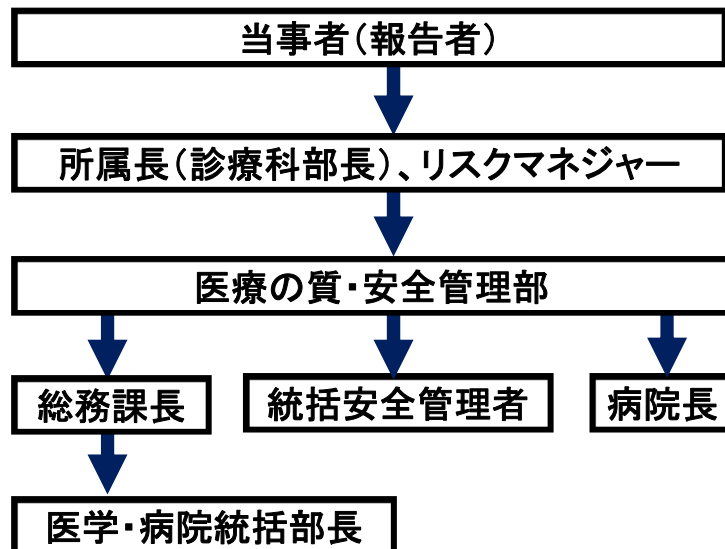 当事者(報告者)
所属長(診療科部長)、リスクマネジャー
医療の質・安全管理部
総務課長
統括安全管理者
病院長
医学・病院統括部長